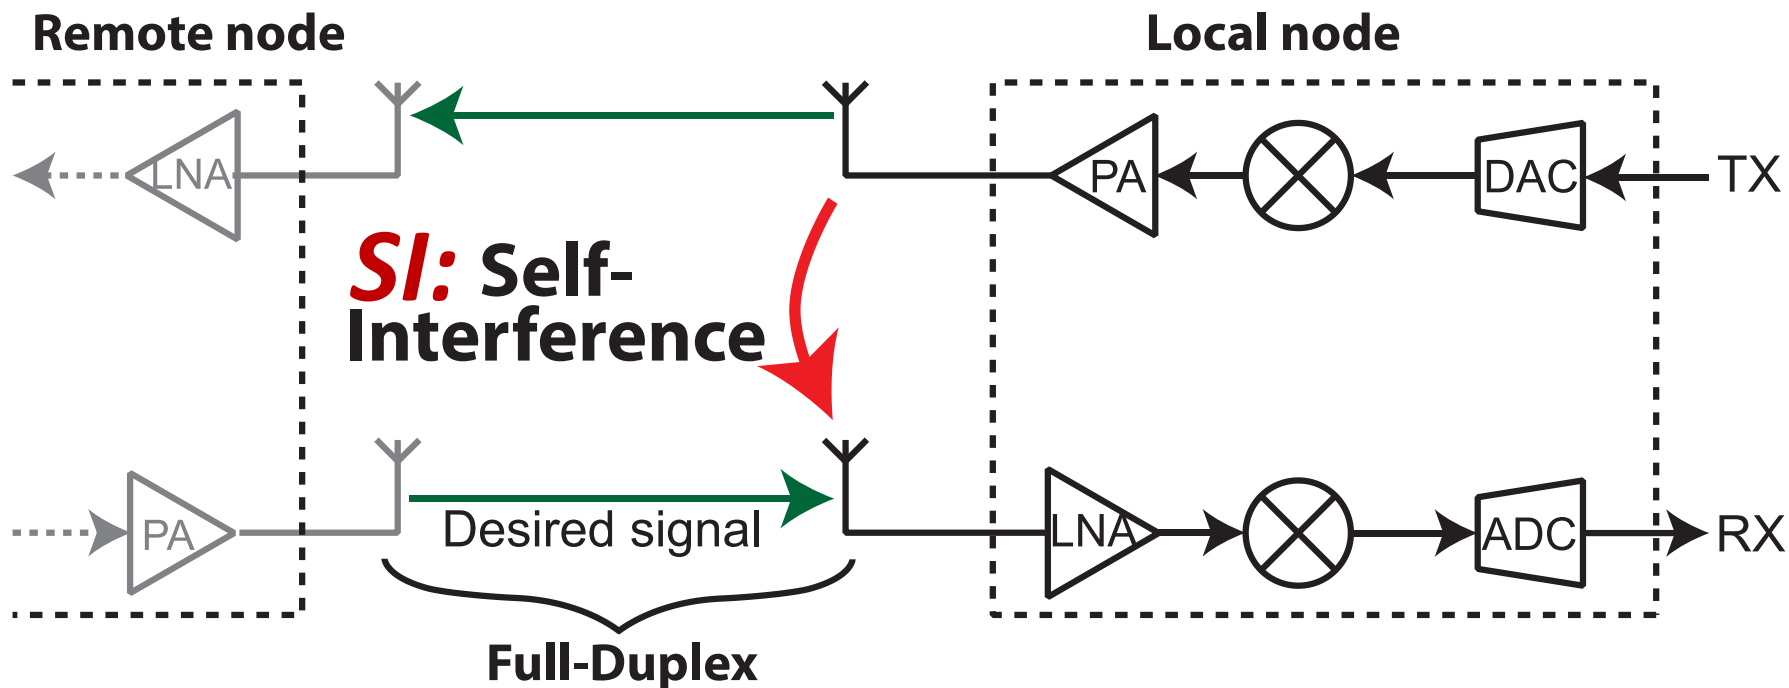 Remote node
Local node
LNA
PA
DAC
TX
SI: Self-
Interference
PA
Desired signal
LNA
ADC
RX
Full-Duplex